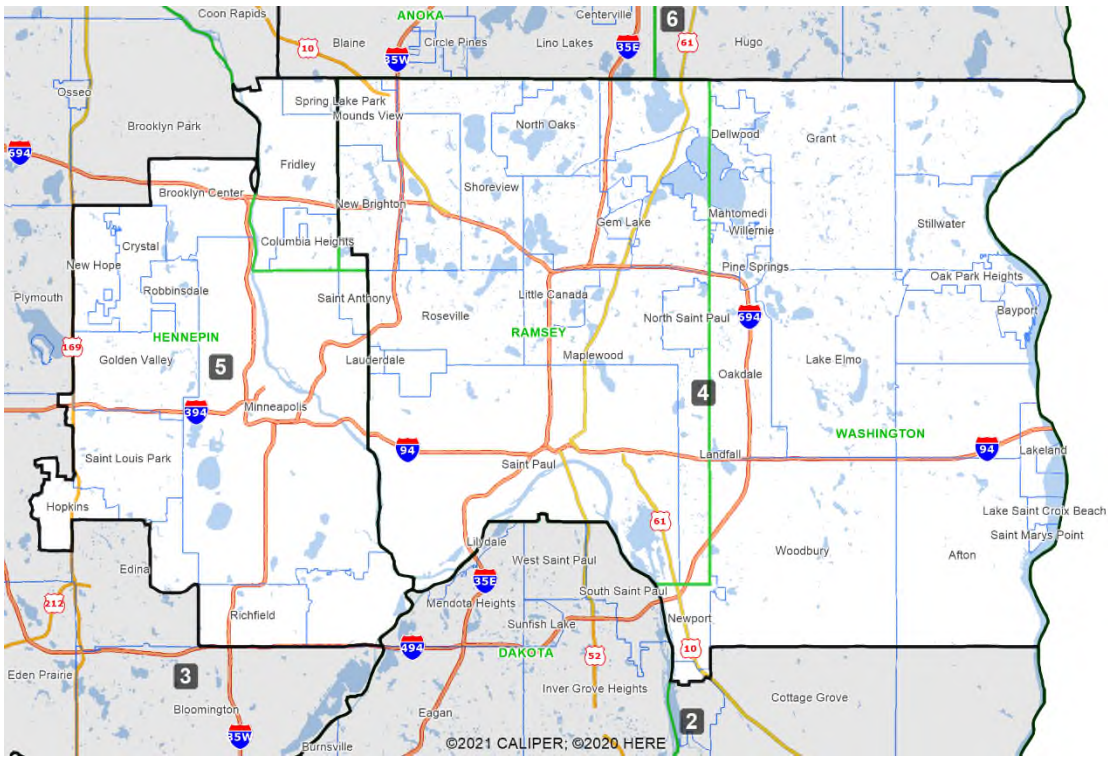 Coon Rapids
ANOKA
Centerville
6
10
Blaine
Circle Pines
Lino Lakes
35E
61
Hugo
35W
Osseo
Spring Lake Park
Mounds View
North Oaks
Brooklyn Park
Dellwood
Grant
694
Fridley
Shoreview
Brooklyn Center
New Brighton
Mahtomedi
Gem Lake
Willernie
Stillwater
Crystal
Columbia Heights
New Hope
Pine Springs
Oak Park Heights
Plymouth
Robbinsdale
Saint Anthony
Little Canada
Bayport
Roseville
North Saint Paul
694
HENNEPIN
RAMSEY
169
Golden Valley
5
Lauderdale
Maplewood
Lake Elmo
Oakdale
4
394
Minneapolis
WASHINGTON
94
94
Saint Louis Park
Saint Paul
Landfall
Lakeland
Hopkins
61
Lake Saint Croix Beach
Saint Marys Point
Lilydale
Woodbury
Afton
Edina
West Saint Paul
35E
212
Mendota Heights
South Saint Paul
Richfield
Sunfish Lake
Newport
494
DAKOTA
52
10
Eden Prairie
3
Inver Grove Heights
Cottage Grove
Bloomington
Eagan
2
35W
Burnsville
©2021 CALIPER; ©2020 HERE